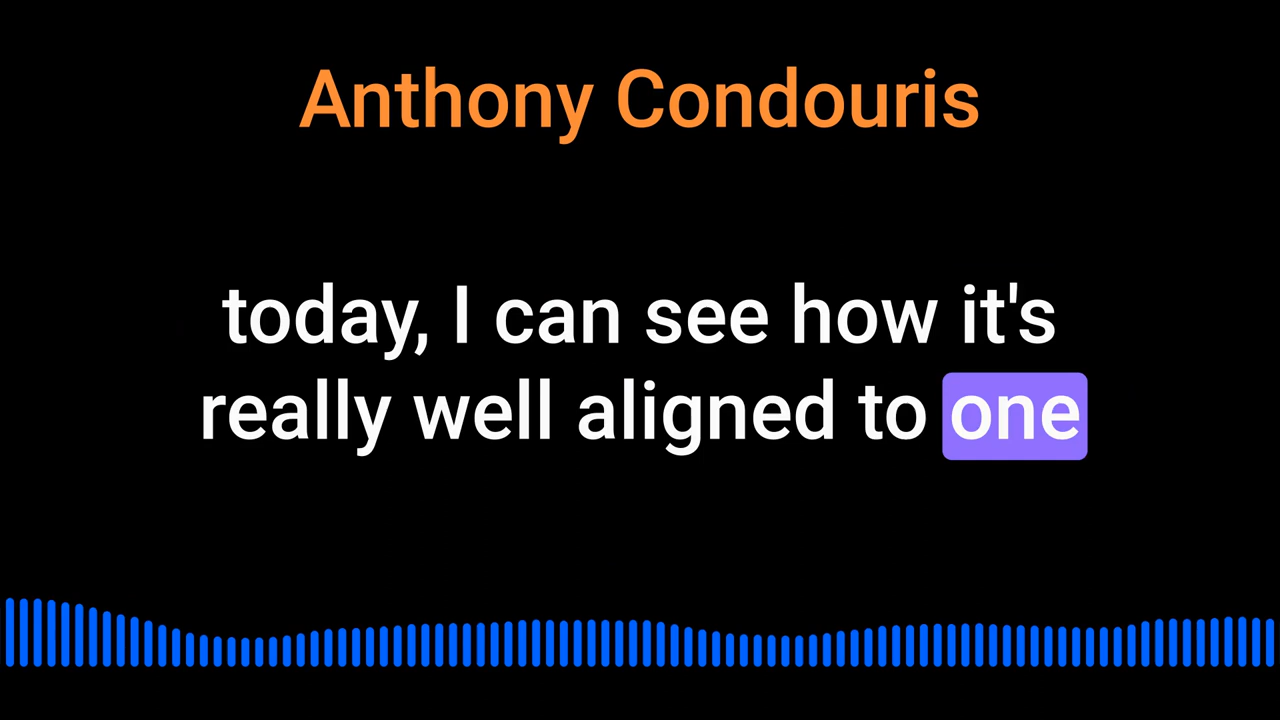 Anthony Condouris
today, I can see how it's
really well aligned to one